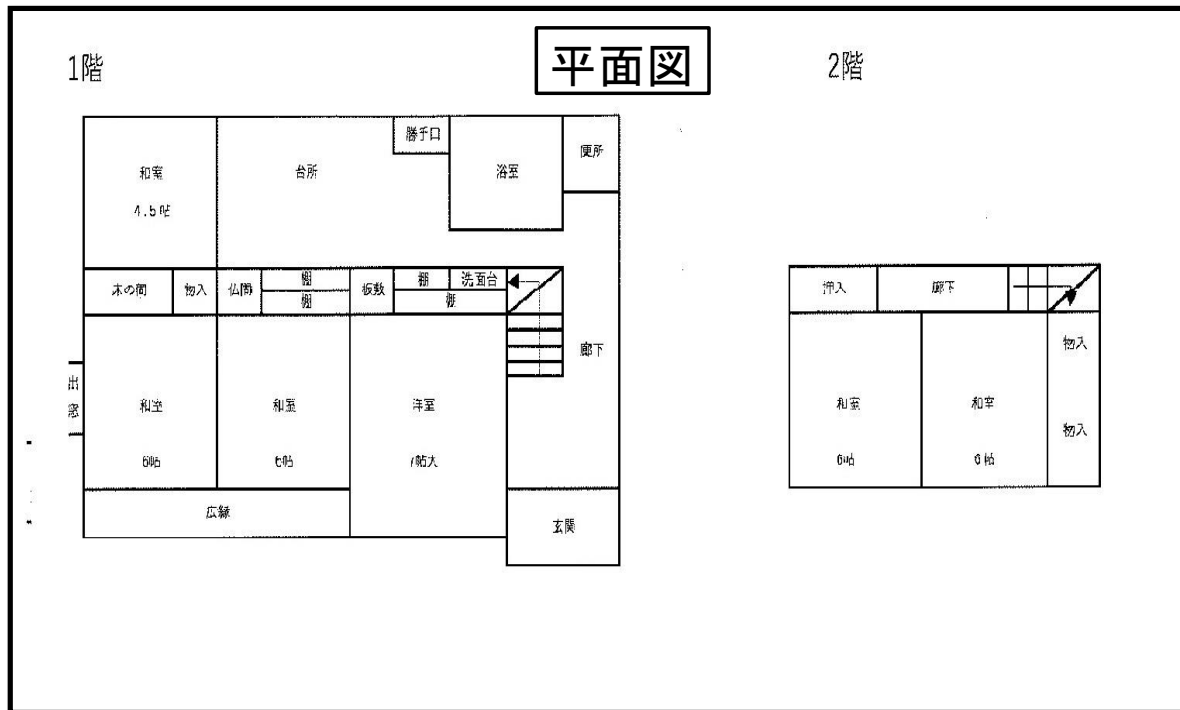 平面図
1階
2階
勝手口
便所
和室
4.5帖
台所
浴室
床の間
物入
仏間
棚
棚
板敷
棚
洗面台
棚
廊下
出窓
和室
6帖
和室
6帖
洋室
7帖大
広縁
玄関
押入
廊下
物入
和室
6帖
和室
6帖
物入